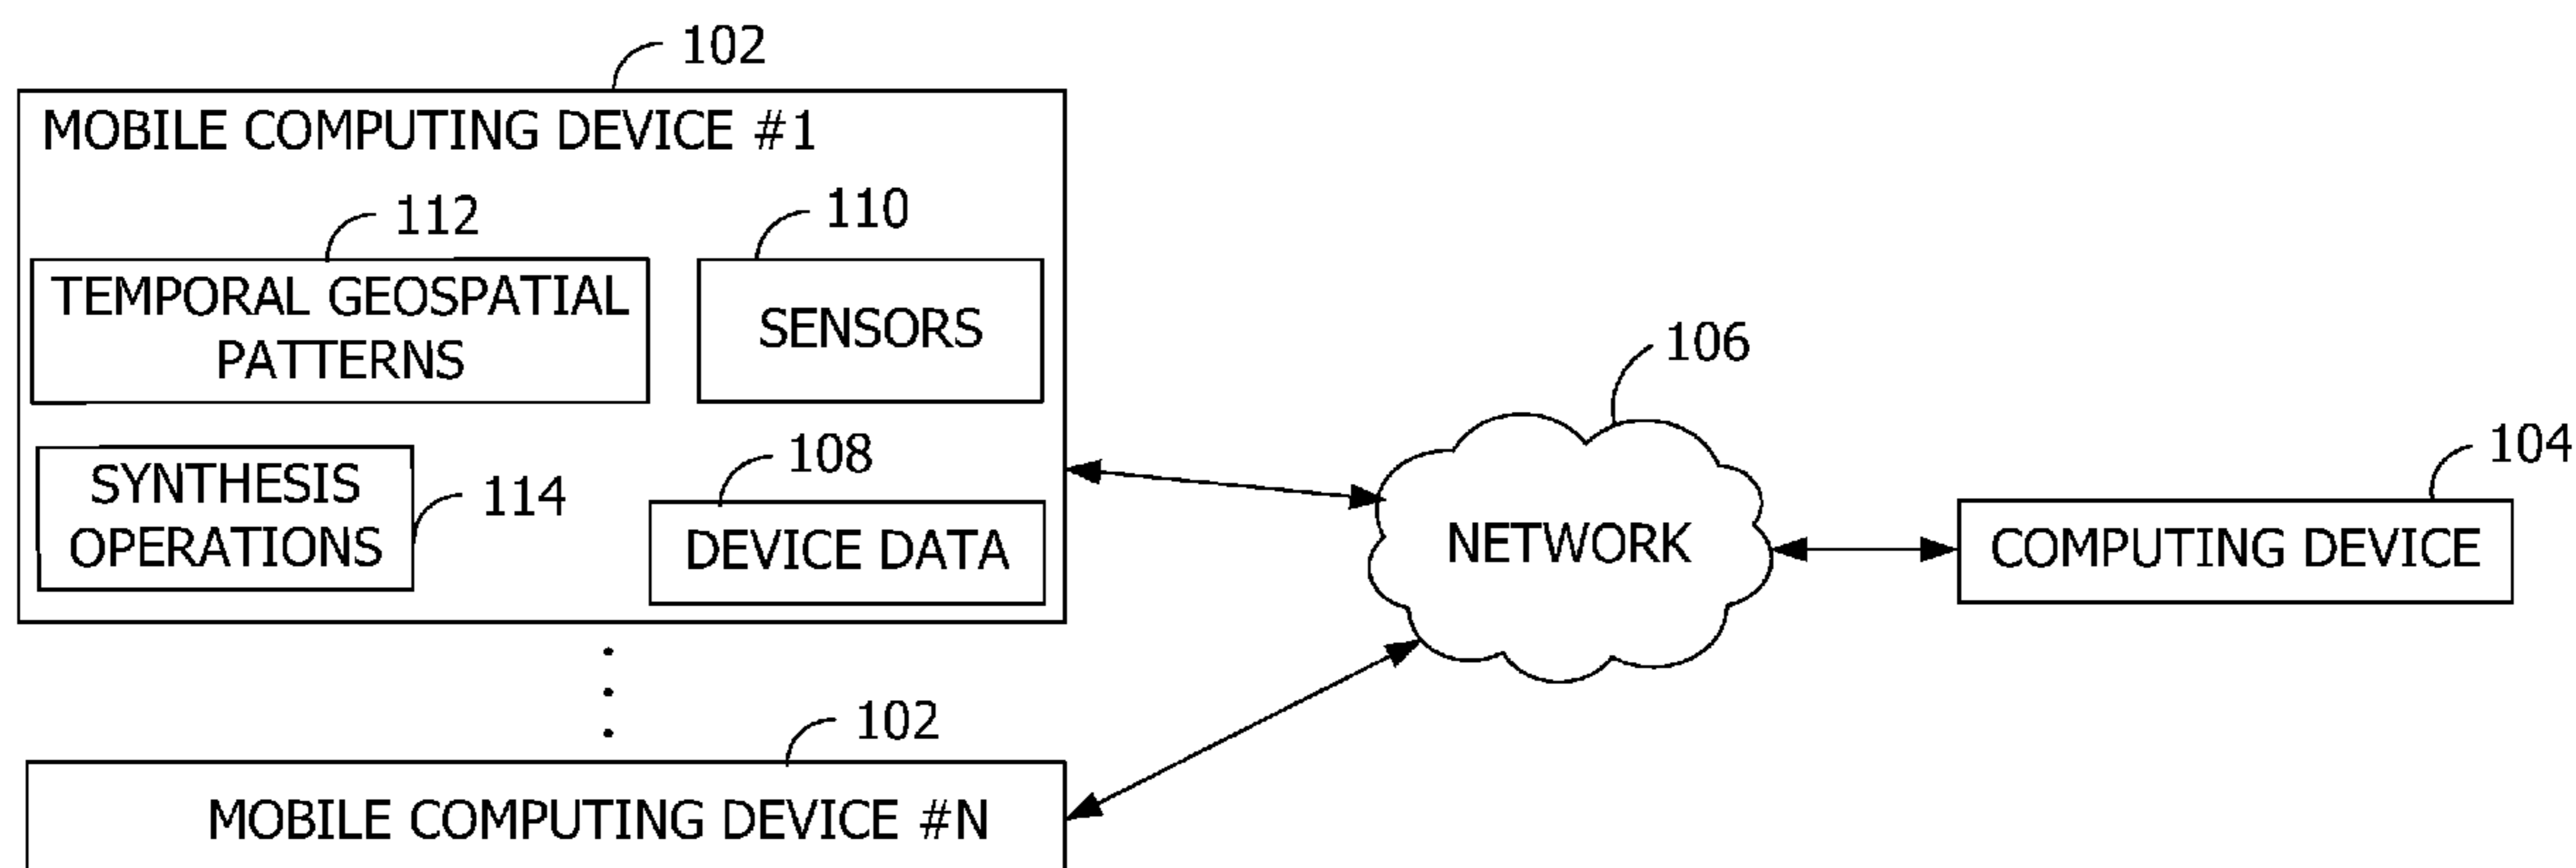 102
MOBILE COMPUTING DEVICE #1
112
110
TEMPORAL GEOSPATIAL
PATTERNS
SENSORS
106
108
104
SYNTHESIS
OPERATIONS
114
DEVICE DATA
NETWORK
COMPUTING DEVICE
102
MOBILE COMPUTING DEVICE #N